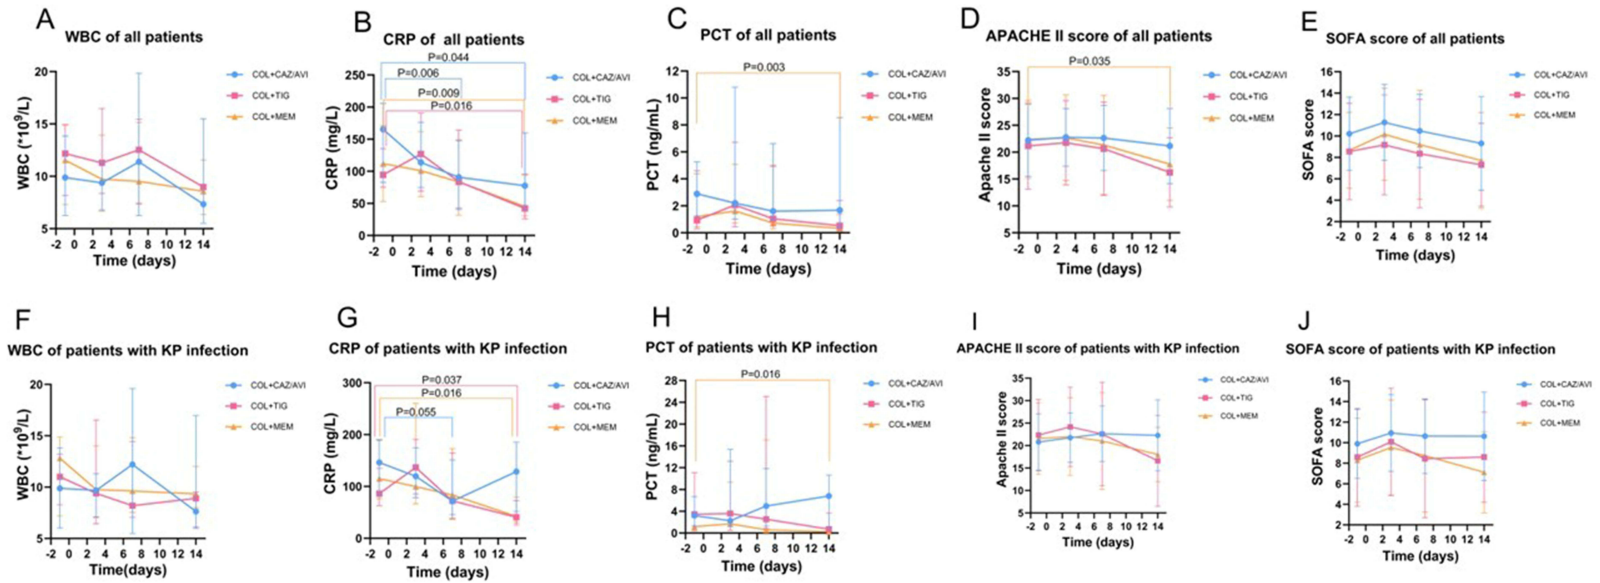 A
WBC of all patients
WBC (*10⁹/L)
20
15
10
5
-2 0 2 4 6 8 10 12 14
Time (days)
COL+CAZ/AVI
COL+TIG
COL+MEM
B
CRP of all patients
P=0.044
P=0.006
P=0.009
P=0.016
CRP (mg/L)
250
200
150
100
50
0
-2 0 2 4 6 8 10 12 14
Time (days)
COL+CAZ/AVI
COL+TIG
COL+MEM
C
PCT of all patients
P=0.003
PCT (ng/mL)
12
10
8
6
4
2
0
-2 0 2 4 6 8 10 12 14
Time (days)
COL+CAZ/AVI
COL+TIG
COL+MEM
D
APACHE II score of all patients
P=0.035
Apache II score
35
30
25
20
15
10
5
-2 0 2 4 6 8 10 12 14
Time (days)
COL+CAZ/AVI
COL+TIG
COL+MEM
E
SOFA score of all patients
SOFA score
16
14
12
10
8
6
4
2
-2 0 2 4 6 8 10 12 14
Time (days)
COL+CAZ/AVI
COL+TIG
COL+MEM
F
WBC of patients with KP infection
WBC (*10⁹/L)
20
15
10
5
-2 0 2 4 6 8 10 12 14
Time(days)
COL+CAZ/AVI
COL+TIG
COL+MEM
G
CRP of patients with KP infection
P=0.037
P=0.016
P=0.055
CRP (mg/L)
300
200
100
0
-2 0 2 4 6 8 10 12 14
Time (days)
COL+CAZ/AVI
COL+TIG
COL+MEM
H
PCT of patients with KP infection
P=0.016
PCT (ng/mL)
28
24
20
16
12
8
4
0
-2 0 2 4 6 8 10 12 14
Time (days)
COL+CAZ/AVI
COL+TIG
COL+MEM
I
APACHE II score of patients with KP infection
Apache II score
35
30
25
20
15
10
5
-2 0 2 4 6 8 10 12 14
Time (days)
COL+CAZ/AVI
COL+TIG
COL+MEM
J
SOFA score of patients with KP infection
SOFA score
16
14
12
10
8
6
4
2
-2 0 2 4 6 8 10 12 14
Time (days)
COL+CAZ/AVI
COL+TIG
COL+MEM